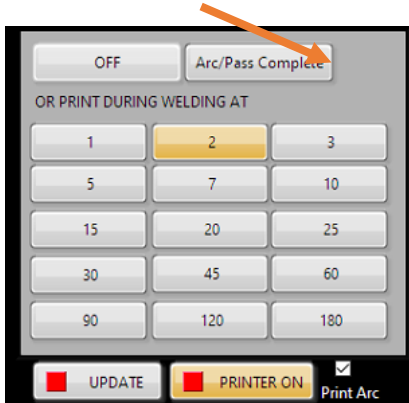 OFF Arc/Pass Complete
OR PRINT DURING WELDING AT
1 2 3
5 7 10
15 20 25
30 45 60
90 120 180
UPDATE PRINTER ON Print Arc